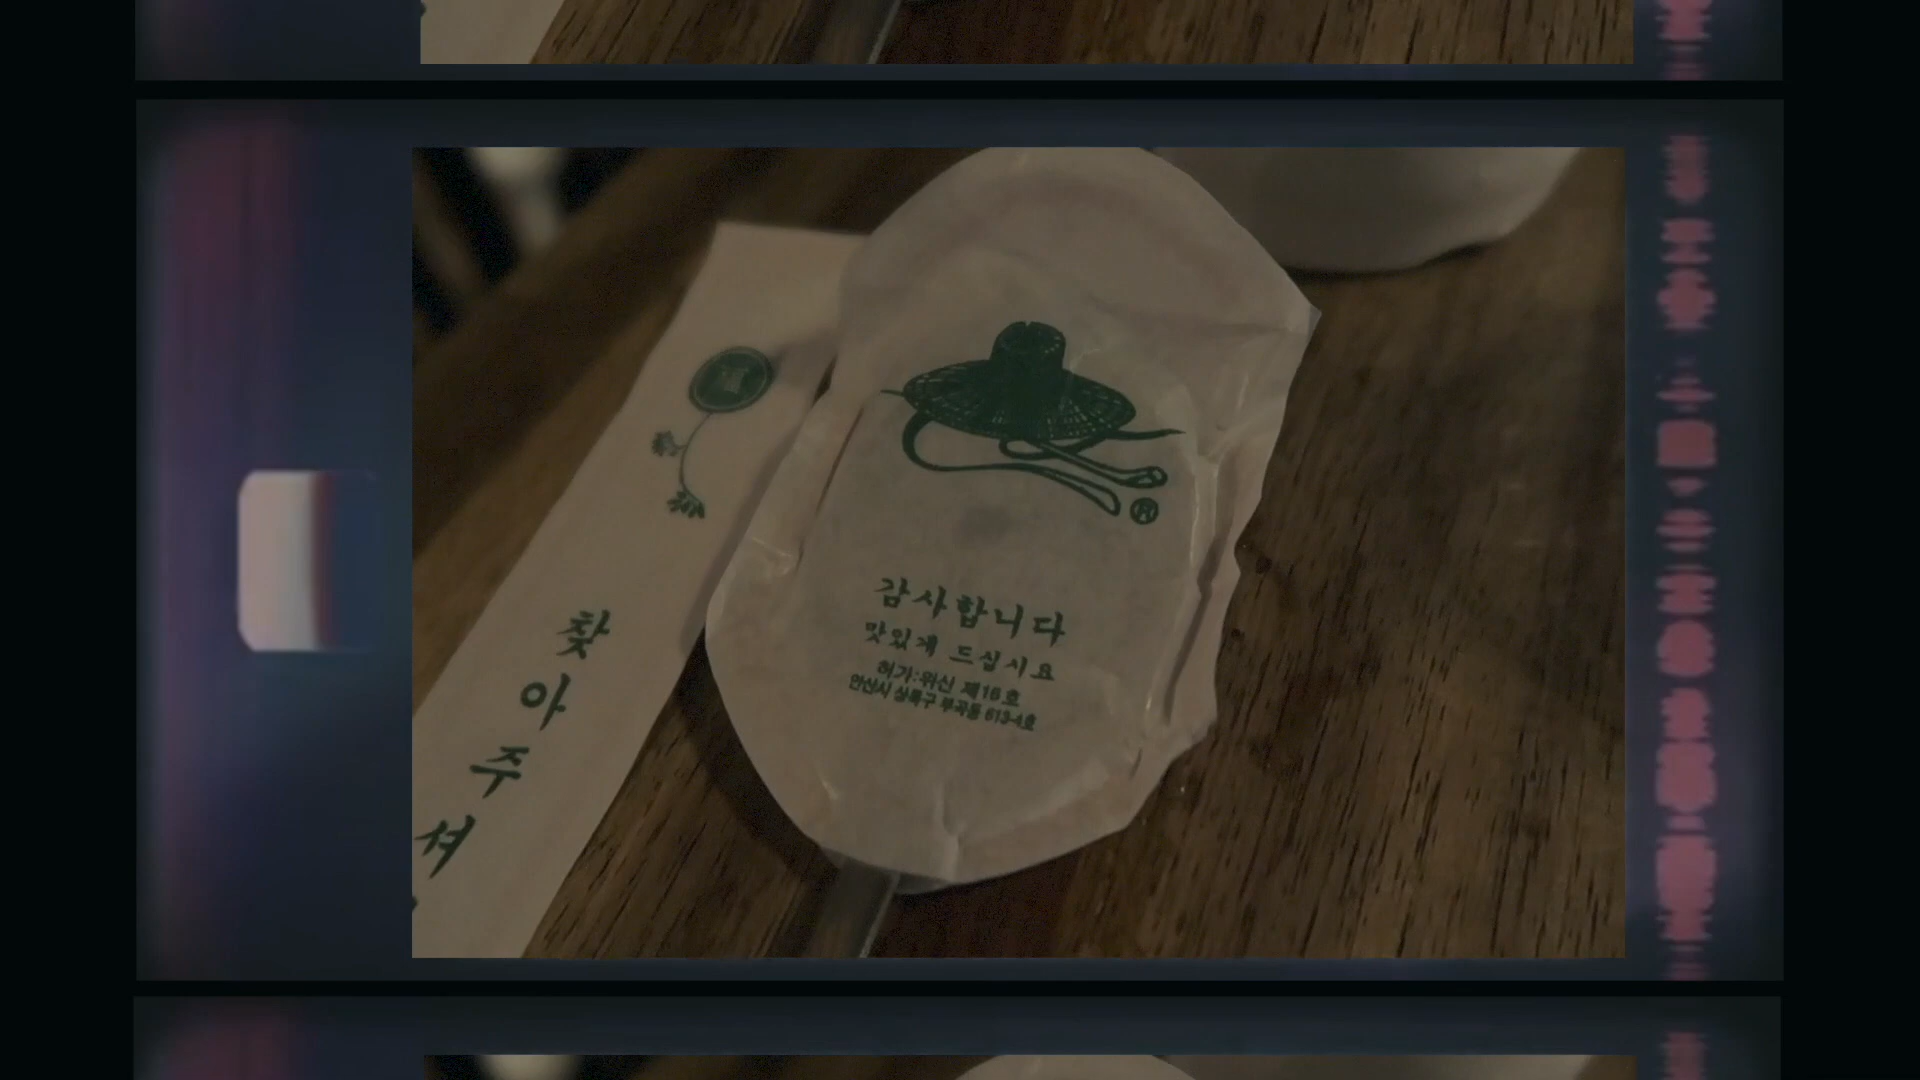 찾아주셔
®
감사합니다
맛있게 드십시요
허가:위신 제16호
안산시 상록구 부곡동 613-4호